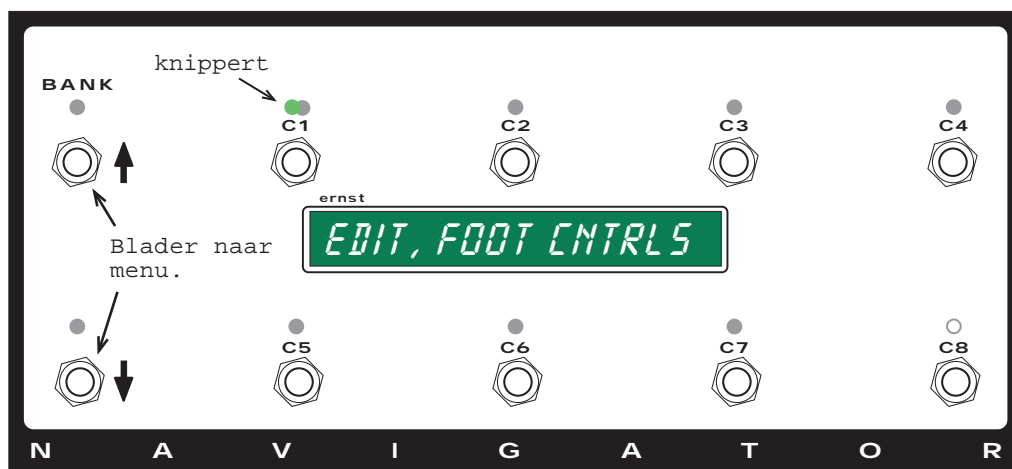 knippert
BANK
C1 C2 C3 C4
ernst
EDIT, FOOT CNTRLS
Blader naar
menu.
C5 C6 C7 C8
N A V I G A T O R